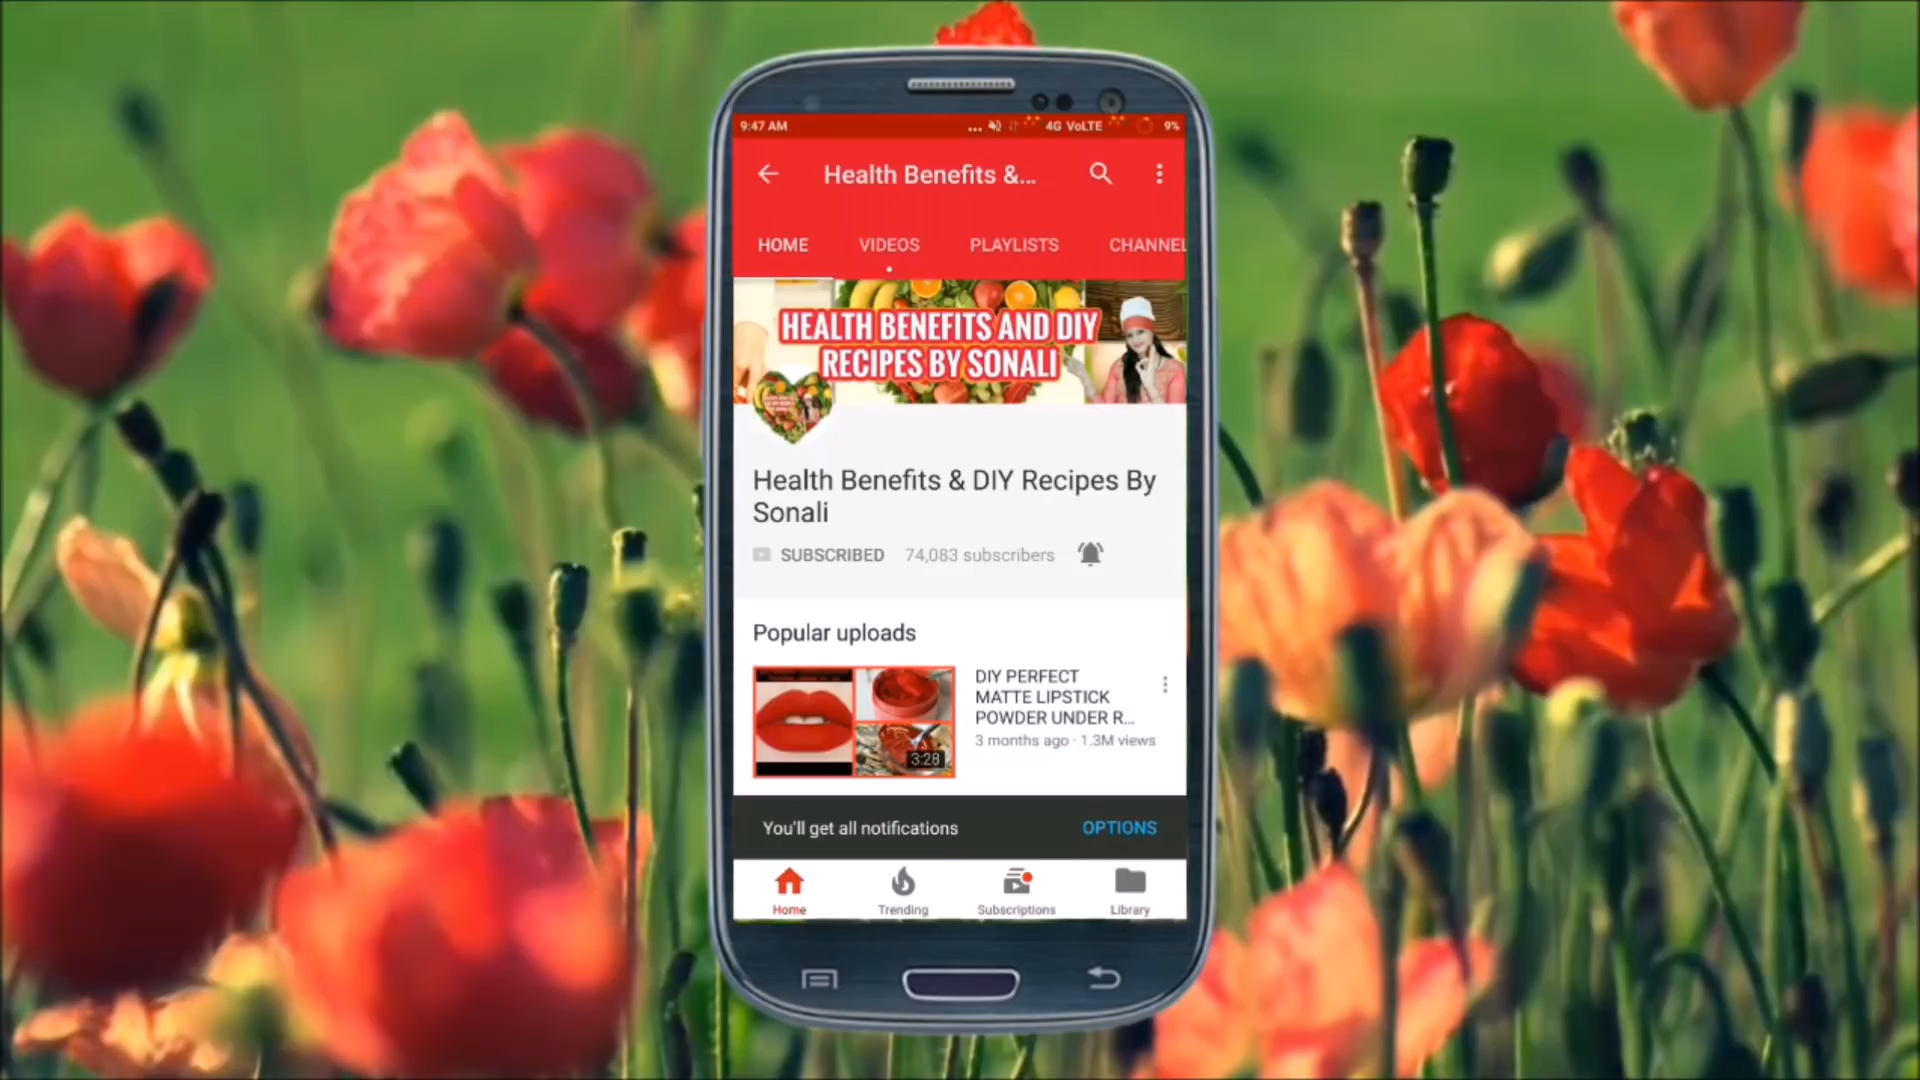 9:47 AM
4G VoLTE
9%
Health Benefits &...
HOME
VIDEOS
PLAYLISTS
CHANNEL
HEALTH BENEFITS AND DIY
RECIPES BY SONALI
Health Benefits & DIY Recipes By
Sonali
SUBSCRIBED
74,083 subscribers
Popular uploads
DIY PERFECT
MATTE LIPSTICK
POWDER UNDER R...
3 months ago · 1.3M views
3:28
You'll get all notifications
OPTIONS
Home
Trending
Subscriptions
Library